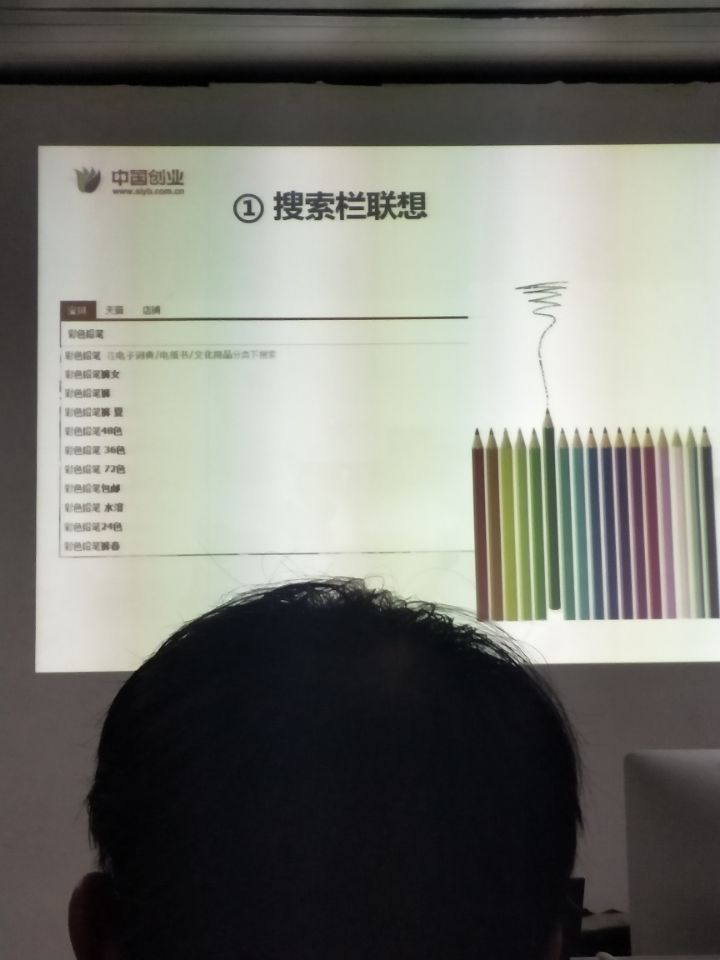 中国创业
www.siyb.com.cn
① 搜索栏联想
宝贝 天猫 店铺
彩色铅笔
彩色铅笔 在电子词典/电纸书/文化用品分类下搜索
彩色铅笔裤女
彩色铅笔裤
彩色铅笔裤 夏
彩色铅笔48色
彩色铅笔 36色
彩色铅笔 72色
彩色铅笔包邮
彩色铅笔 水溶
彩色铅笔24色
彩色铅笔裤春